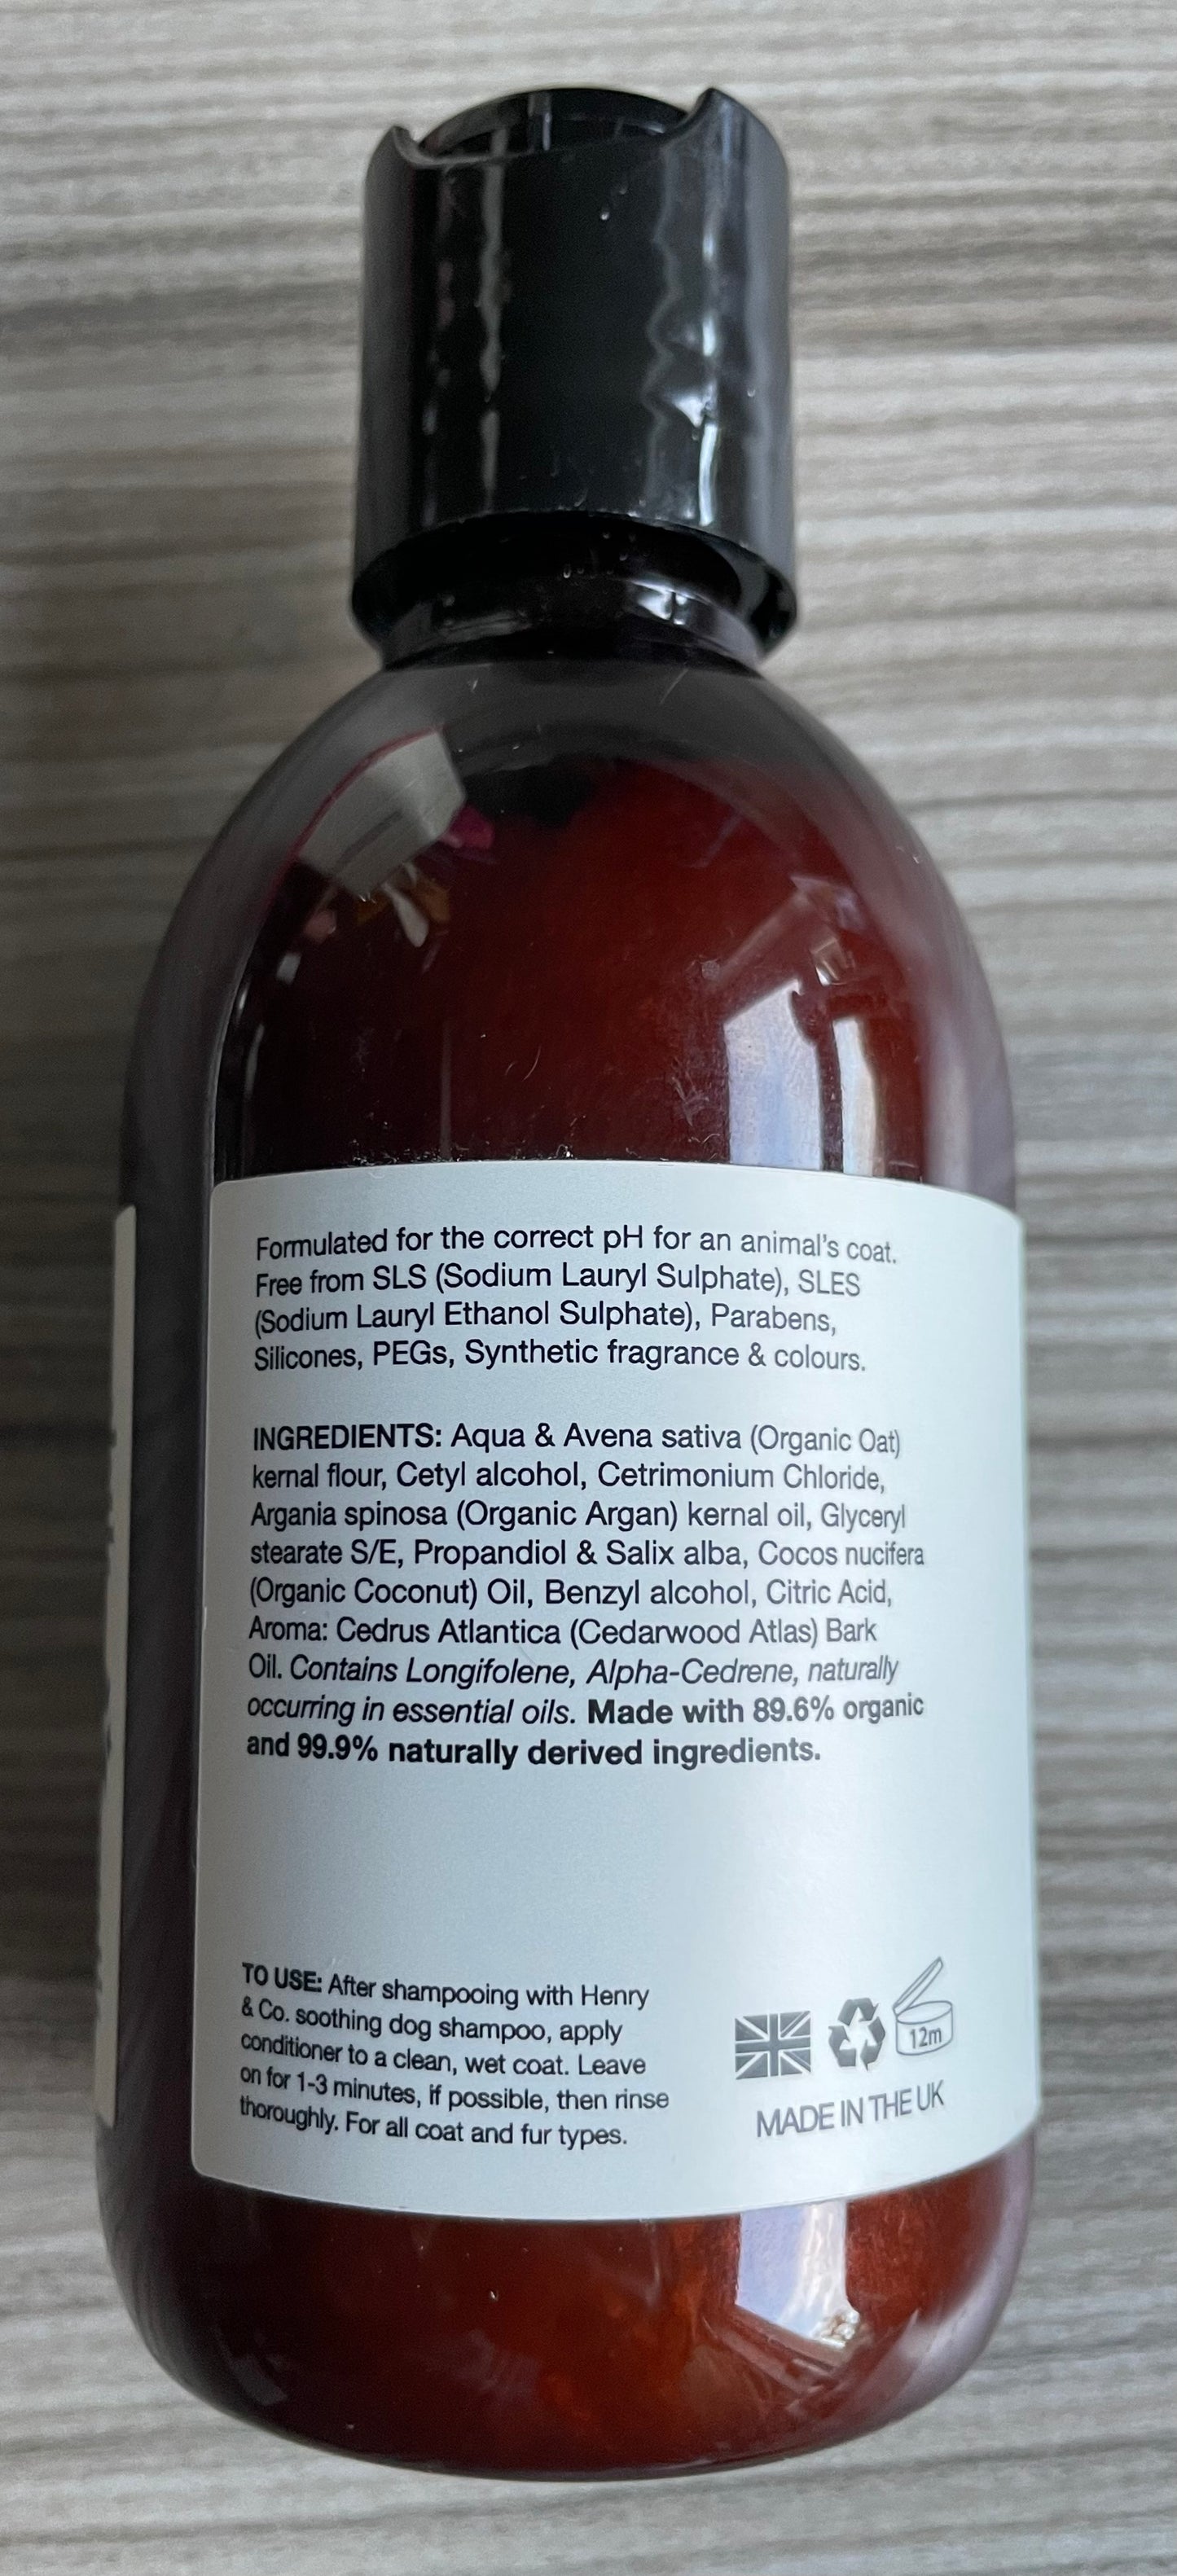 Formulated for the correct pH for an animal's coat.
Free from SLS (Sodium Lauryl Sulphate), SLES
(Sodium Lauryl Ethanol Sulphate), Parabens,
Silicones, PEGs, Synthetic fragrance & colours.
INGREDIENTS: Aqua & Avena sativa (Organic Oat)
kernal flour, Cetyl alcohol, Cetrimonium Chloride,
Argania spinosa (Organic Argan) kernal oil, Glyceryl
stearate S/E, Propandiol & Salix alba, Cocos nucifera
(Organic Coconut) Oil, Benzyl alcohol, Citric Acid,
Aroma: Cedrus Atlantica (Cedarwood Atlas) Bark
Oil. Contains Longifolene, Alpha-Cedrene, naturally
occurring in essential oils. Made with 89.6% organic
and 99.9% naturally derived ingredients.
TO USE: After shampooing with Henry
& Co. soothing dog shampoo, apply
conditioner to a clean, wet coat. Leave
on for 1-3 minutes, if possible, then rinse
thoroughly. For all coat and fur types.
12m
MADE IN THE UK